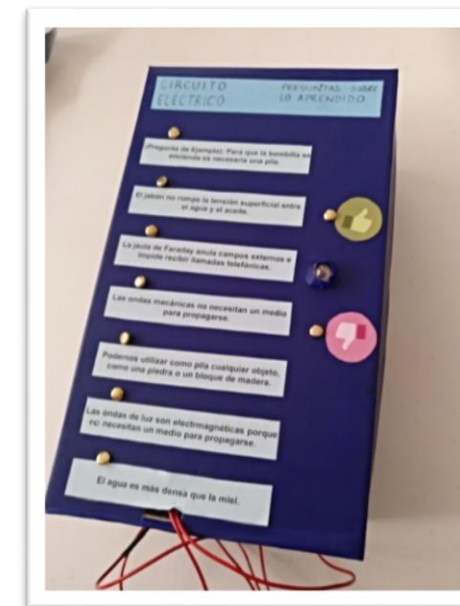 CIRCUITO
ELÉCTRICO
PREGUNTAS SOBRE
LO APRENDIDO
(Pregunta de Ejemplo): Para que la bombilla se
encienda es necesaria una pila.
El jabón no rompe la tensión superficial entre
el agua y el aceite.
La jaula de Faraday anula campos externos e
impide recibir llamadas telefónicas.
Las ondas mecánicas no necesitan un medio
para propagarse.
Podemos utilizar como pila cualquier objeto,
como una piedra o un bloque de madera.
Las ondas de luz son electrmagnéticas porque
no necesitan un medio para propagarse.
El agua es más densa que la miel.